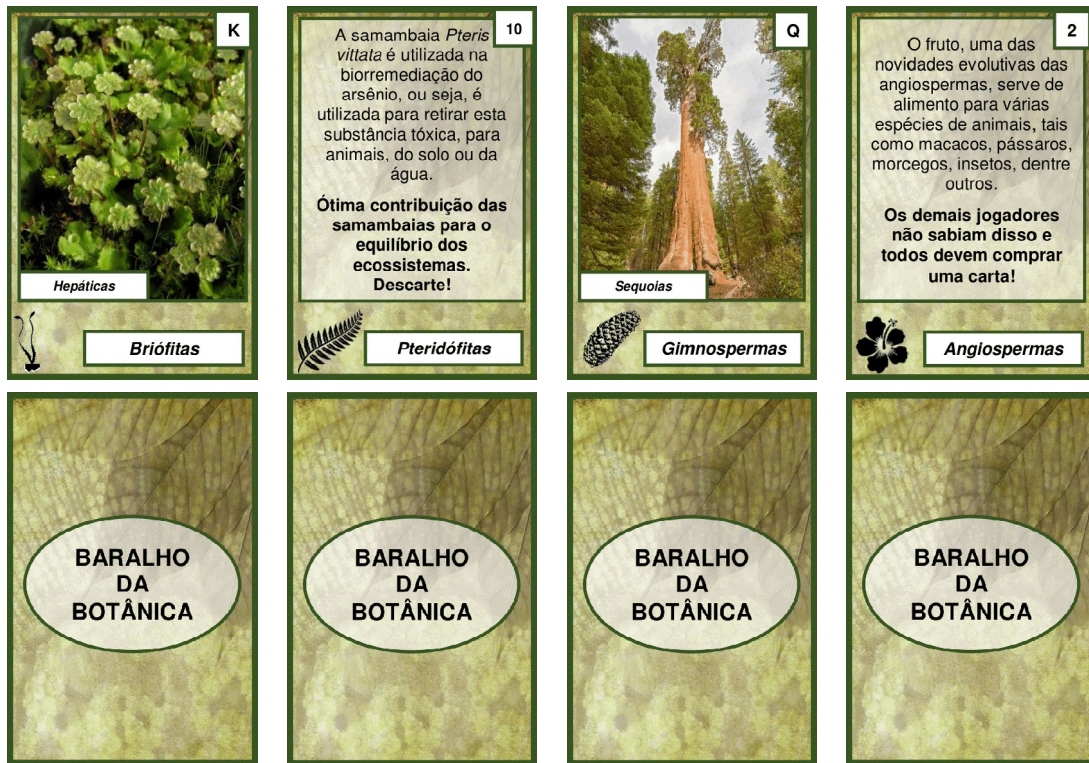 K
Hepáticas
Briófitas
10
A samambaia Pteris
vittata é utilizada na
biorremediação do
arsênio, ou seja, é
utilizada para retirar esta
substância tóxica, para
animais, do solo ou da
água.
Ótima contribuição das
samambaias para o
equilíbrio dos
ecossistemas.
Descarte!
Pteridófitas
Q
Sequoias
Gimnospermas
2
O fruto, uma das
novidades evolutivas das
angiospermas, serve de
alimento para várias
espécies de animais, tais
como macacos, pássaros,
morcegos, insetos, dentre
outros.
Os demais jogadores
não sabiam disso e
todos devem comprar
uma carta!
Angiospermas
BARALHO
DA
BOTÂNICA
BARALHO
DA
BOTÂNICA
BARALHO
DA
BOTÂNICA
BARALHO
DA
BOTÂNICA